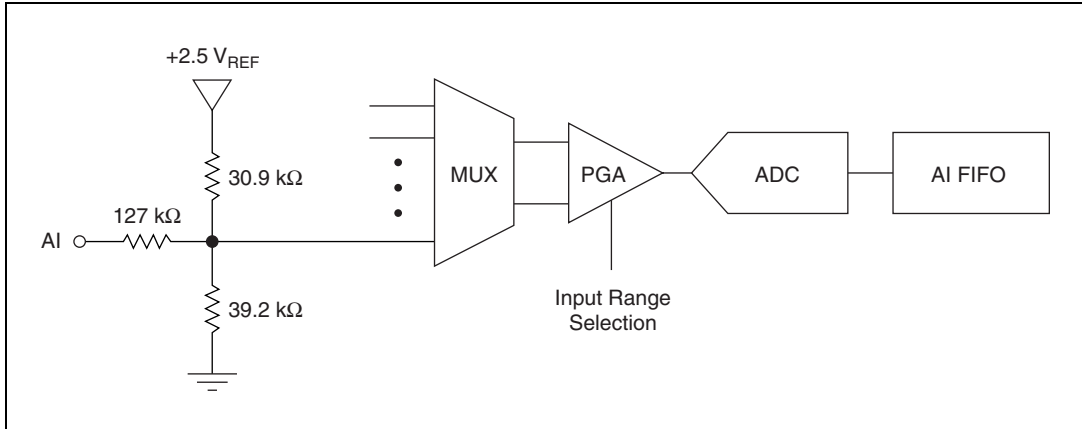 +2.5 VREF
30.9 kΩ
127 kΩ
AI
39.2 kΩ
MUX
PGA
ADC
AI FIFO
Input Range
Selection